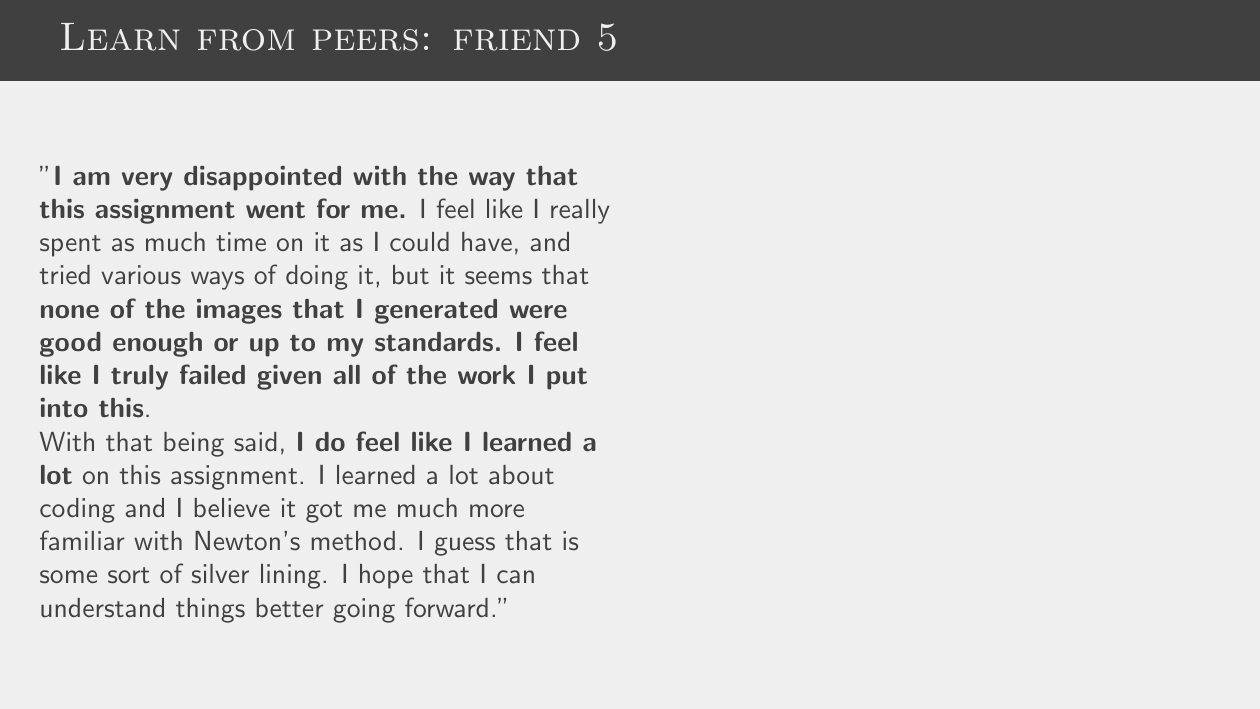 Learn from peers: friend 5
”I am very disappointed with the way that
this assignment went for me. I feel like I really
spent as much time on it as I could have, and
tried various ways of doing it, but it seems that
none of the images that I generated were
good enough or up to my standards. I feel
like I truly failed given all of the work I put
into this.
With that being said, I do feel like I learned a
lot on this assignment. I learned a lot about
coding and I believe it got me much more
familiar with Newton’s method. I guess that is
some sort of silver lining. I hope that I can
understand things better going forward.”